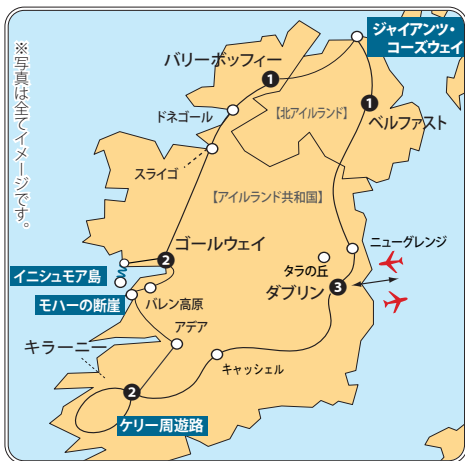 ※写真は全てイメージです。
ジャイアンツ・
コーズウェイ
バリーボッフィー
1
1
ドネゴール
【北アイルランド】
ベルファスト
スライゴ
【アイルランド共和国】
ニューグレンジ
ゴールウェイ
2
タラの丘
イニシュモア島
ダブリン
3
モハーの断崖
バレン高原
アデア
キラーニー
キャッシェル
2
ケリー周遊路